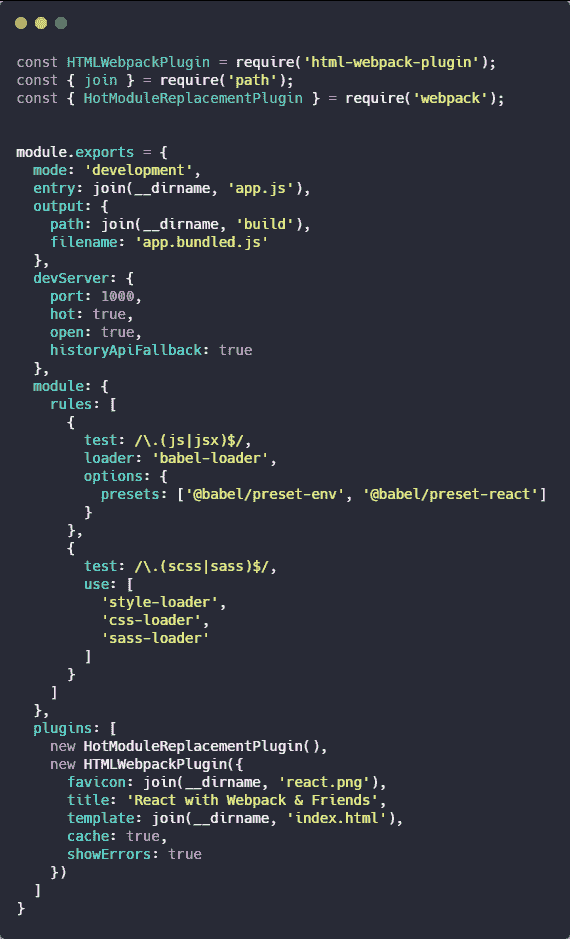 const HTMLWebpackPlugin = require('html-webpack-plugin');
const { join } = require('path');
const { HotModuleReplacementPlugin } = require('webpack');
module.exports = {
  mode: 'development',
  entry: join(__dirname, 'app.js'),
  output: {
    path: join(__dirname, 'build'),
    filename: 'app.bundled.js'
  },
  devServer: {
    port: 1000,
    hot: true,
    open: true,
    historyApiFallback: true
  },
  module: {
    rules: [
      {
        test: /\.(js|jsx)$/,
        loader: 'babel-loader',
        options: {
          presets: ['@babel/preset-env', '@babel/preset-react']
        }
      },
      {
        test: /\.(scss|sass)$/,
        use: [
          'style-loader',
          'css-loader',
          'sass-loader'
        ]
      }
    ]
  },
  plugins: [
    new HotModuleReplacementPlugin(),
    new HTMLWebpackPlugin({
      favicon: join(__dirname, 'react.png'),
      title: 'React with Webpack & Friends',
      template: join(__dirname, 'index.html'),
      cache: true,
      showErrors: true
    })
  ]
}